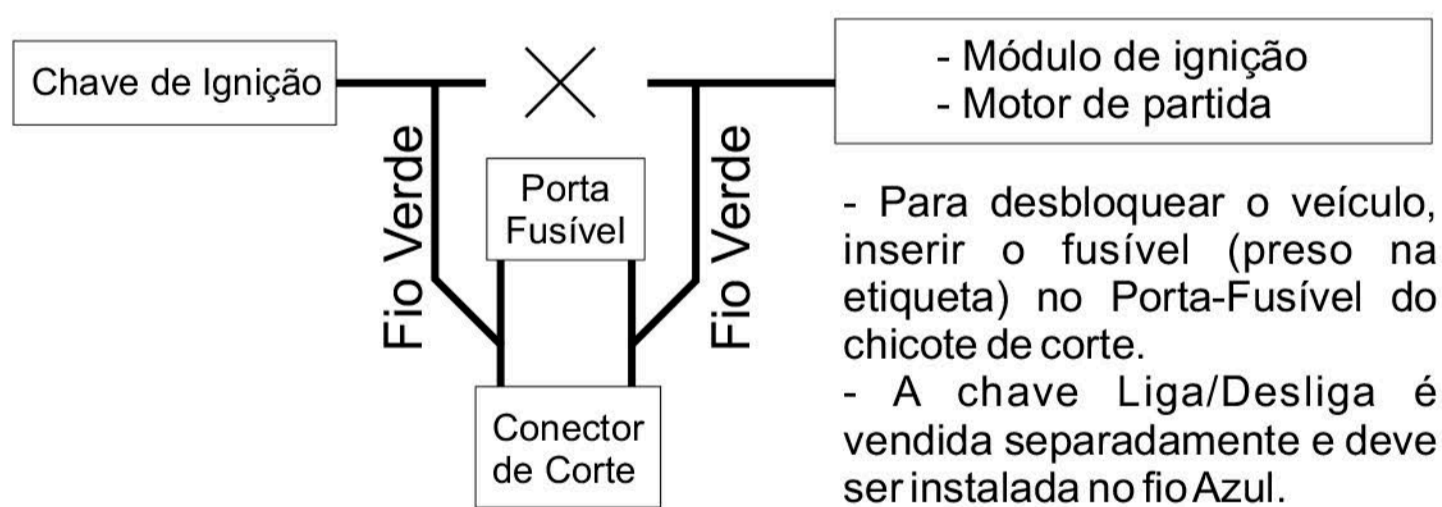 Chave de Ignição
- Módulo de ignição
- Motor de partida
Fio Verde
Porta
Fusível
Fio Verde
Conector
de Corte
- Para desbloquear o veículo,
inserir o fusível (preso na
etiqueta) no Porta-Fusível do
chicote de corte.
- A chave Liga/Desliga é
vendida separadamente e deve
ser instalada no fio Azul.